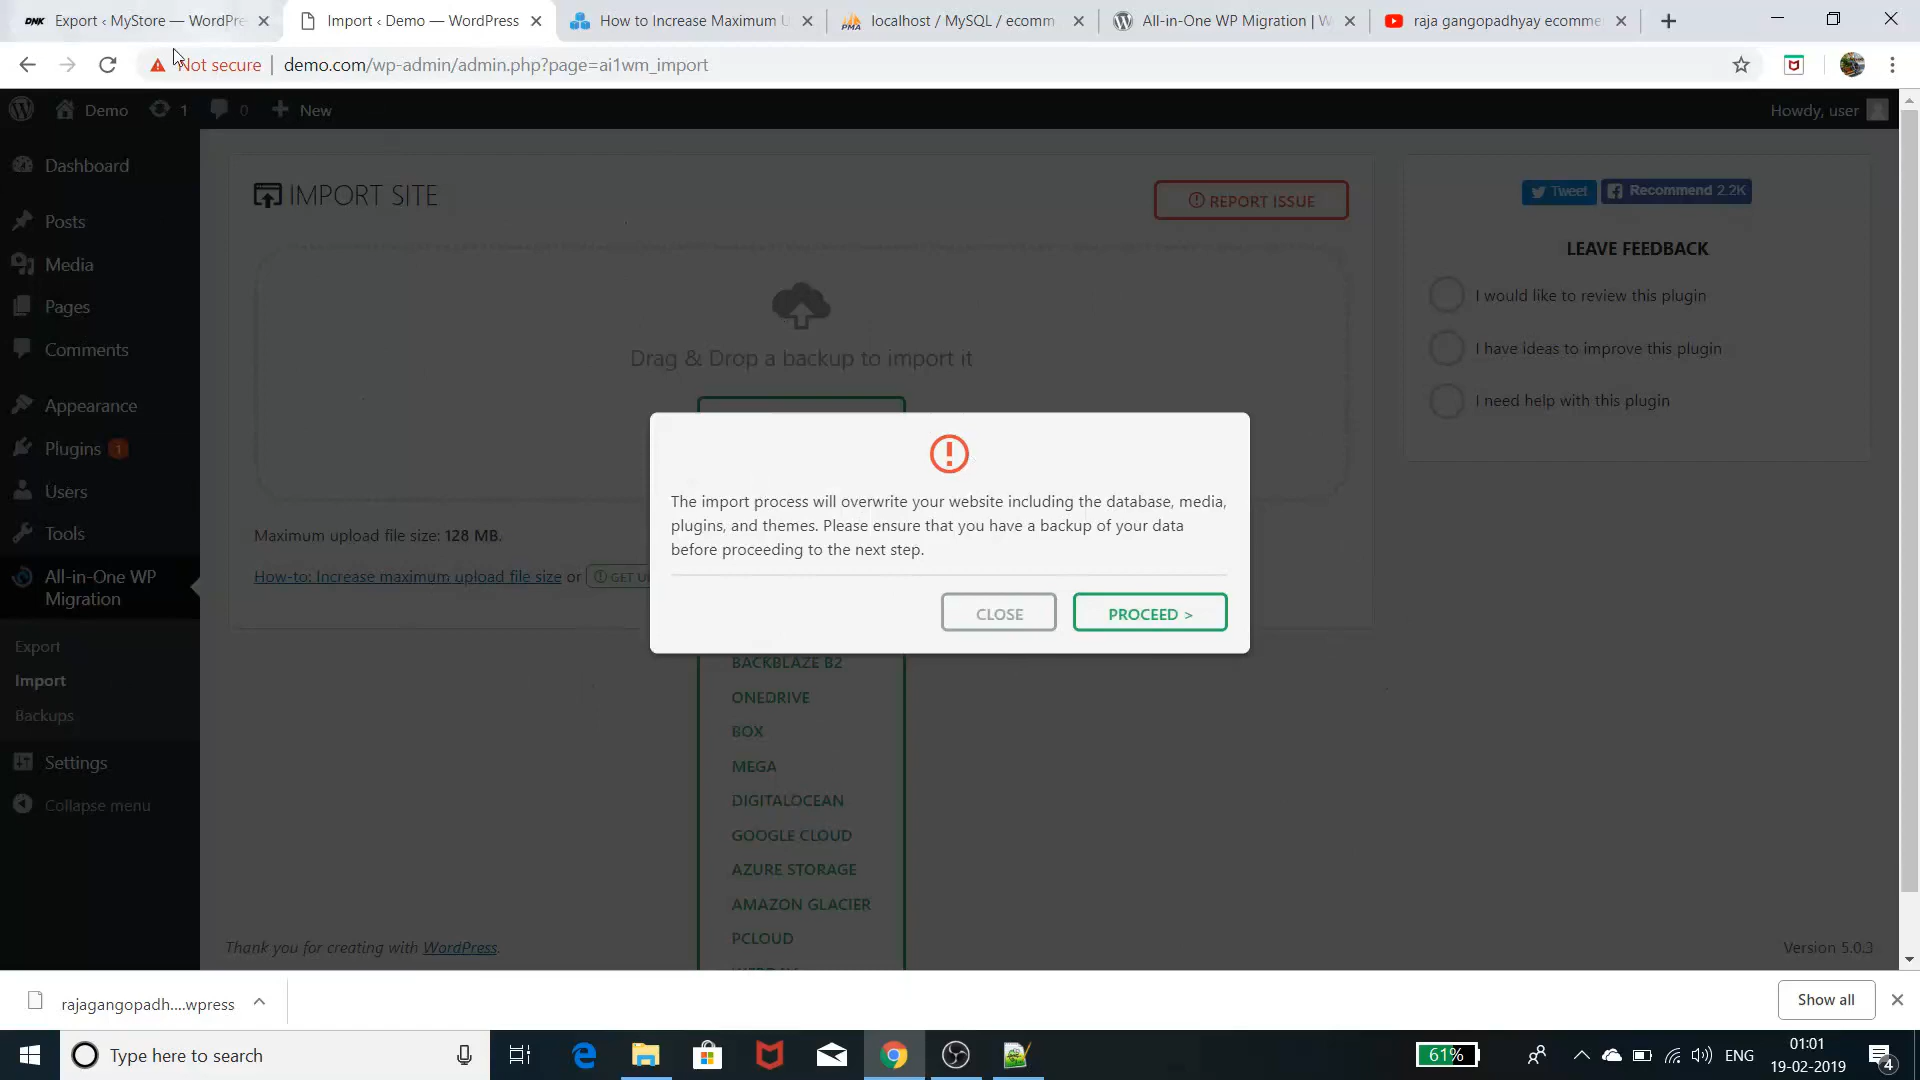 DNK Export ‹ MyStore — WordPre
Import ‹ Demo — WordPress
How to Increase Maximum U
PMA localhost / MySQL / ecomm
All-in-One WP Migration | W
raja gangopadhyay ecomme
Not secure
demo.com/wp-admin/admin.php?page=ai1wm_import
Demo
1
0
New
Howdy, user
Dashboard
Posts
Media
Pages
Comments
Appearance
Plugins 1
Users
Tools
All-in-One WP
Migration
Export
Import
Backups
Settings
Collapse menu
IMPORT SITE
REPORT ISSUE
Drag & Drop a backup to import it
Maximum upload file size: 128 MB.
How-to: Increase maximum upload file size or GET U
The import process will overwrite your website including the database, media,
plugins, and themes. Please ensure that you have a backup of your data
before proceeding to the next step.
CLOSE
PROCEED >
BACKBLAZE B2
ONEDRIVE
BOX
MEGA
DIGITALOCEAN
GOOGLE CLOUD
AZURE STORAGE
AMAZON GLACIER
PCLOUD
Tweet
Recommend 2.2K
LEAVE FEEDBACK
I would like to review this plugin
I have ideas to improve this plugin
I need help with this plugin
Thank you for creating with WordPress.
Version 5.0.3
rajagangopadh....wpress
Show all
Type here to search
61%
ENG
01:01
19-02-2019
4